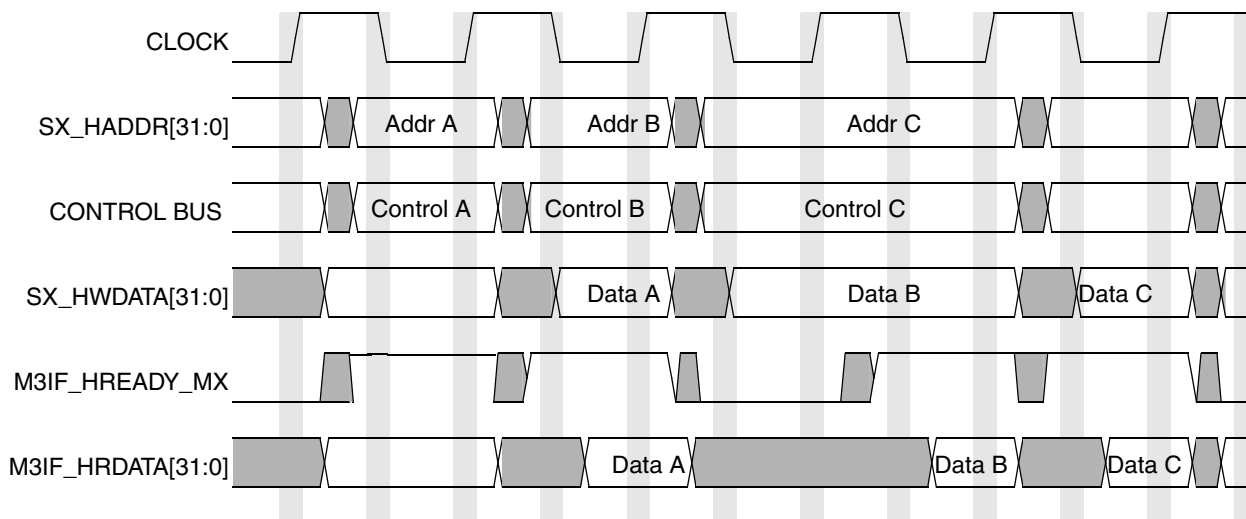 CLOCK
SX_HADDR[31:0] Addr A Addr B Addr C
CONTROL BUS Control A Control B Control C
SX_HWDATA[31:0] Data A Data B Data C
M3IF_HREADY_MX
M3IF_HRDATA[31:0] Data A Data B Data C